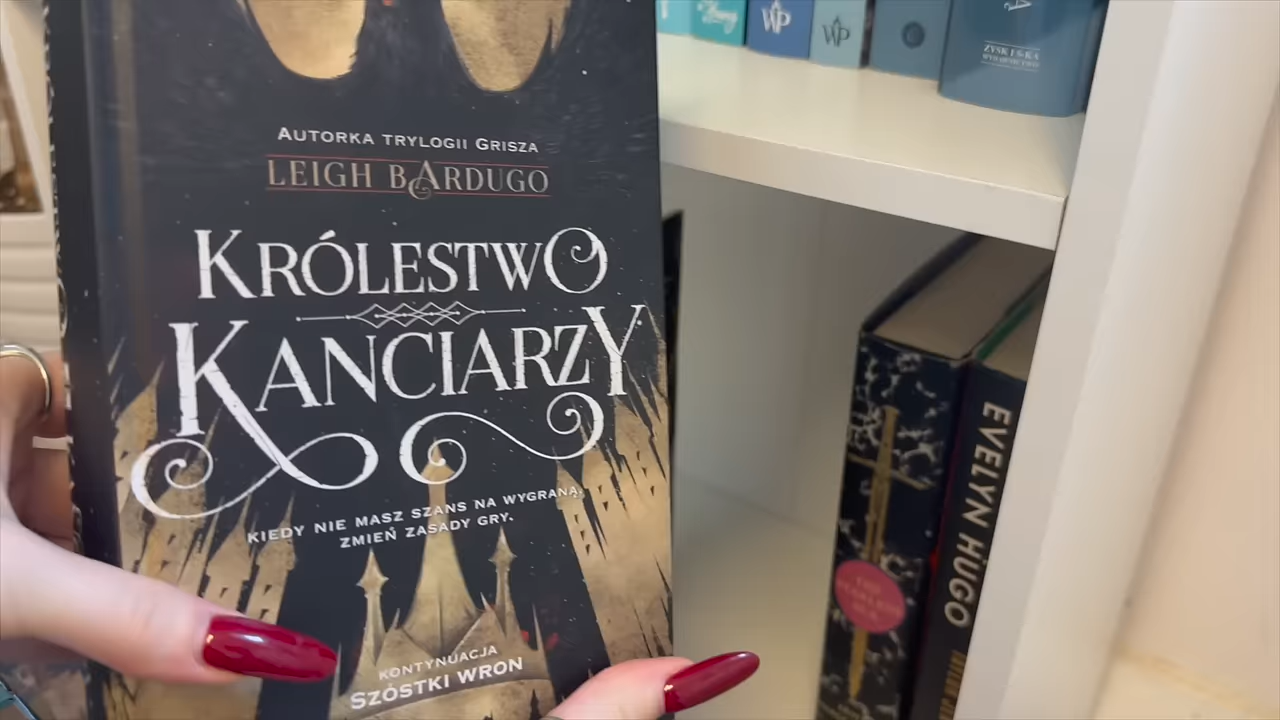 AUTORKA TRYLOGII GRISZA
LEIGH BARDUGO
KRÓLESTWO
KANCIARZY
KIEDY NIE MASZ SZANS NA WYGRANĄ,
ZMIEŃ ZASADY GRY.
KONTYNUACJA
SZÓSTKI WRON
WP
WP
ZYSK I S-KA
EVELYN HUGO